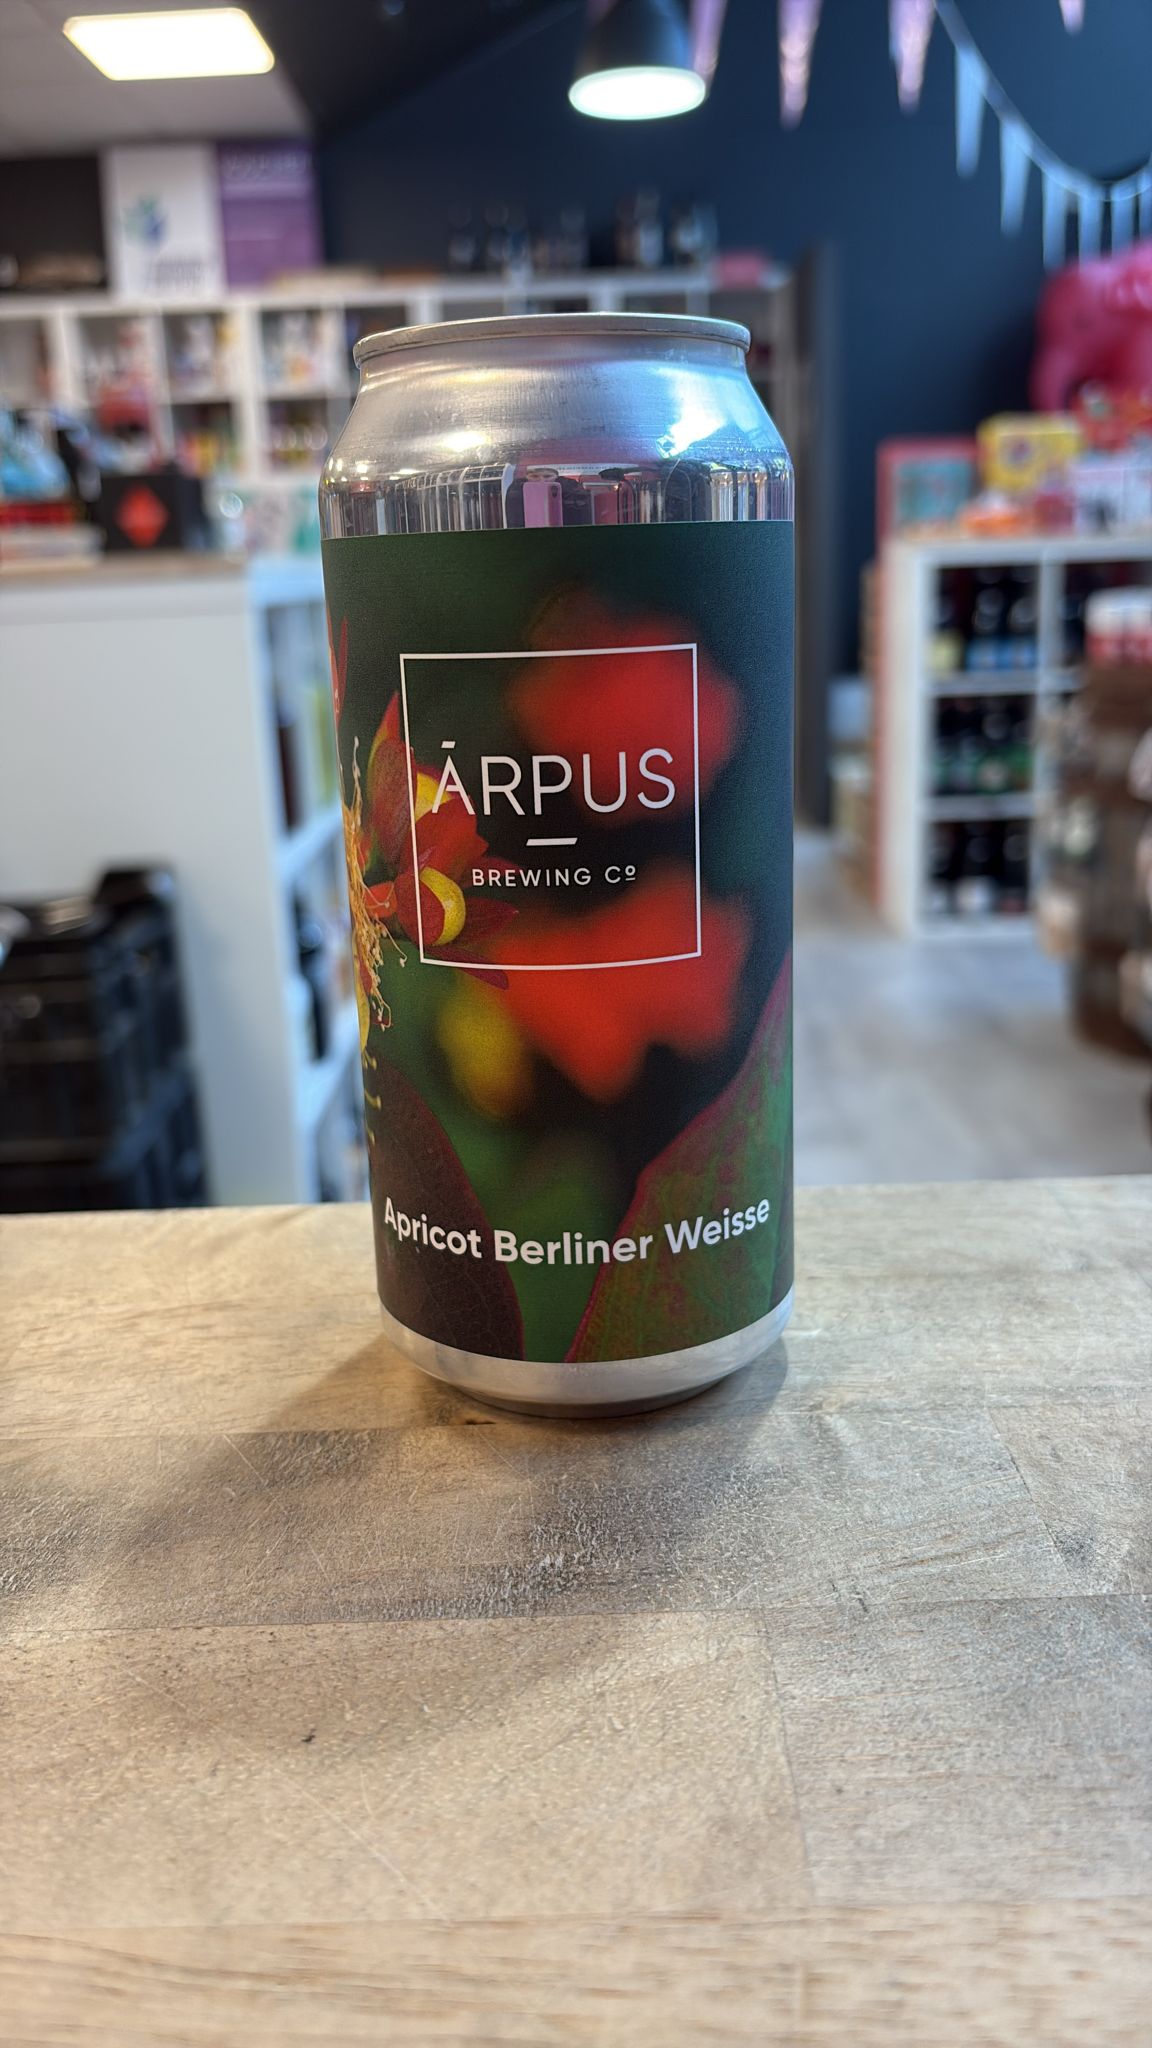 ĀRPUS
BREWING Cº
Apricot Berliner Weisse